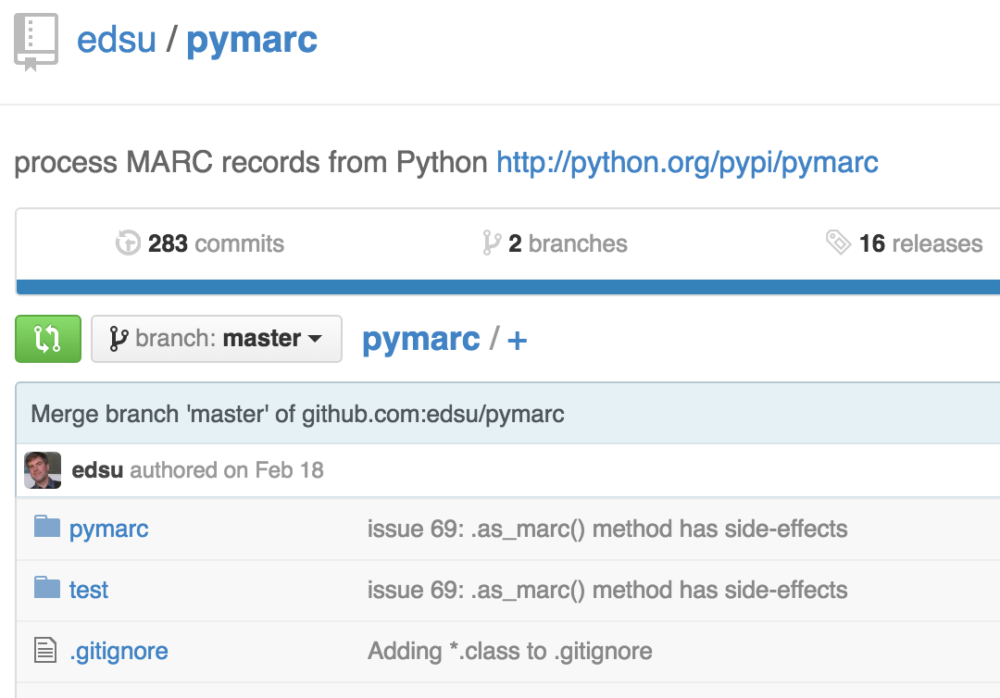 edsu / pymarc
process MARC records from Python http://python.org/pypi/pymarc
283 commits 2 branches 16 releases
branch: master pymarc / +
Merge branch 'master' of github.com:edsu/pymarc
edsu authored on Feb 18
pymarc issue 69: .as_marc() method has side-effects
test issue 69: .as_marc() method has side-effects
.gitignore Adding *.class to .gitignore